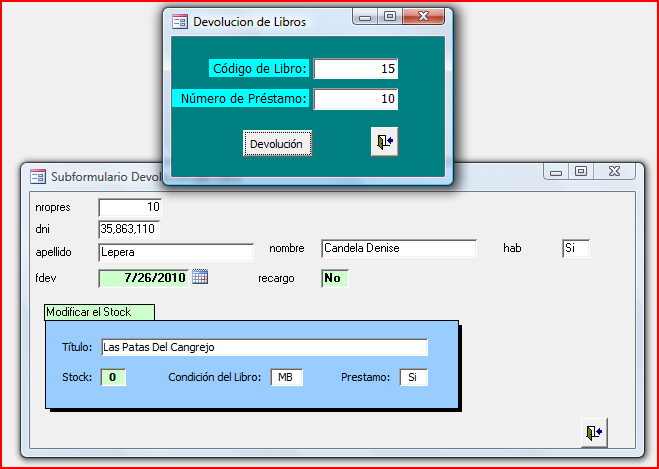 Devolucion de Libros
Código de Libro: 15
Número de Préstamo: 10
Devolución
Subformulario Devol
nropres 10
dni 35,863,110
apellido Lepera nombre Candela Denise hab Si
fdev 7/26/2010 recargo No
Modificar el Stock
Título: Las Patas Del Cangrejo
Stock: 0 Condición del Libro: MB Prestamo: Si